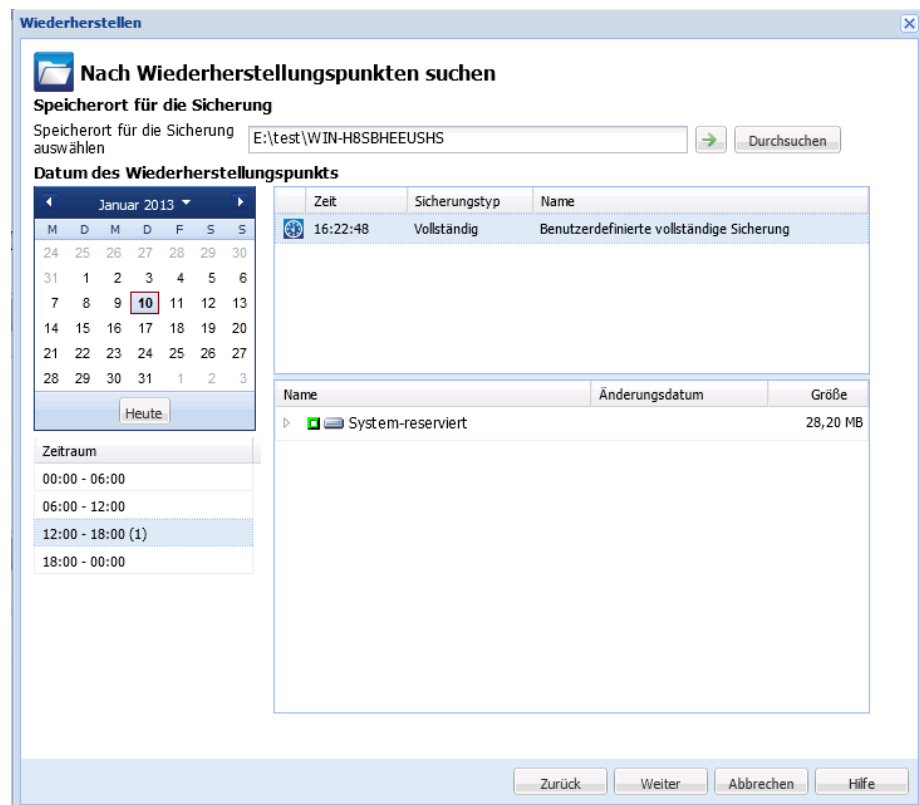 Wiederherstellen
Nach Wiederherstellungspunkten suchen
Speicherort für die Sicherung
Speicherort für die Sicherung
auswählen
E:\test\WIN-H8SBHEEUSHS
Durchsuchen
Datum des Wiederherstellungspunkts
Januar 2013
M D M D F S S
24 25 26 27 28 29 30
31 1 2 3 4 5 6
7 8 9 10 11 12 13
14 15 16 17 18 19 20
21 22 23 24 25 26 27
28 29 30 31 1 2 3
Heute
Zeitraum
00:00 - 06:00
06:00 - 12:00
12:00 - 18:00 (1)
18:00 - 00:00
Zeit Sicherungstyp Name
16:22:48 Vollständig Benutzerdefinierte vollständige Sicherung
Name Änderungsdatum Größe
System-reserviert 28,20 MB
Zurück Weiter Abbrechen Hilfe